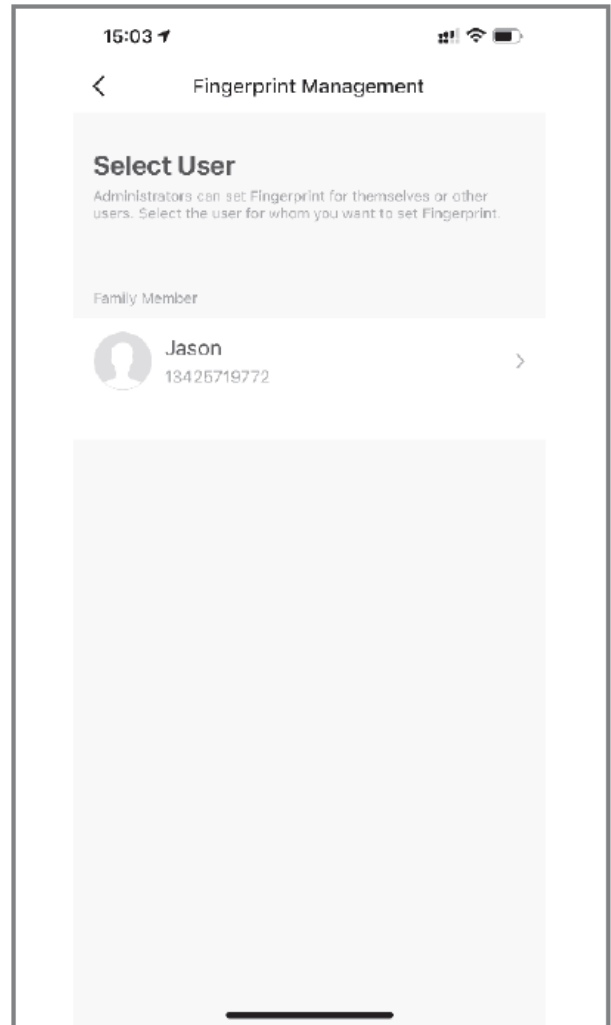 15:03
Fingerprint Management
Select User
Administrators can set Fingerprint for themselves or other
users. Select the user for whom you want to set Fingerprint.
Family Member
Jason
13425719772